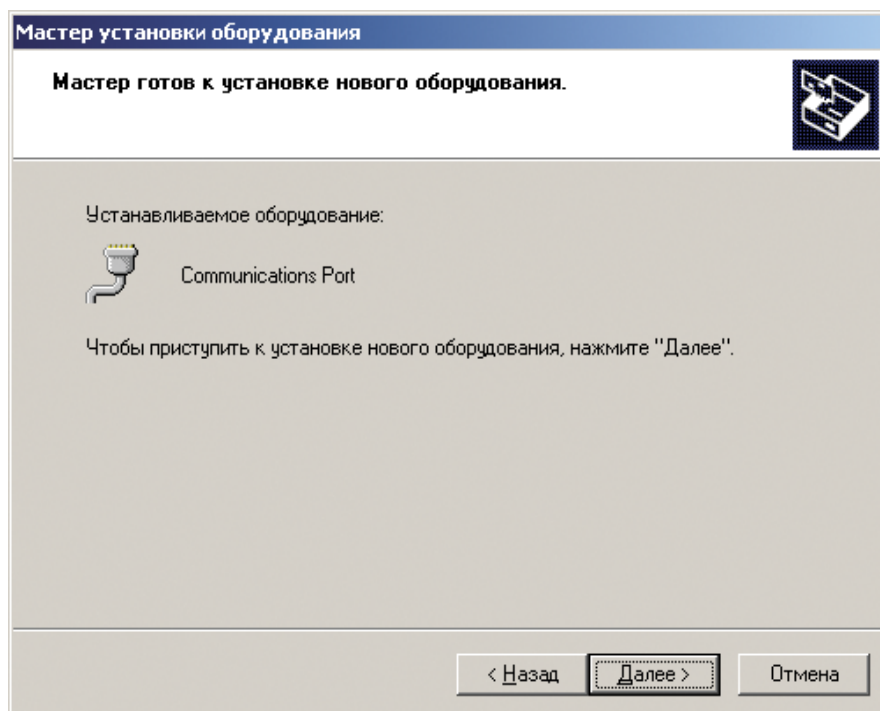 Мастер установки оборудования
Мастер готов к установке нового оборудования.
Устанавливаемое оборудование:
Communications Port
Чтобы приступить к установке нового оборудования, нажмите "Далее".
< Назад
Далее >
Отмена